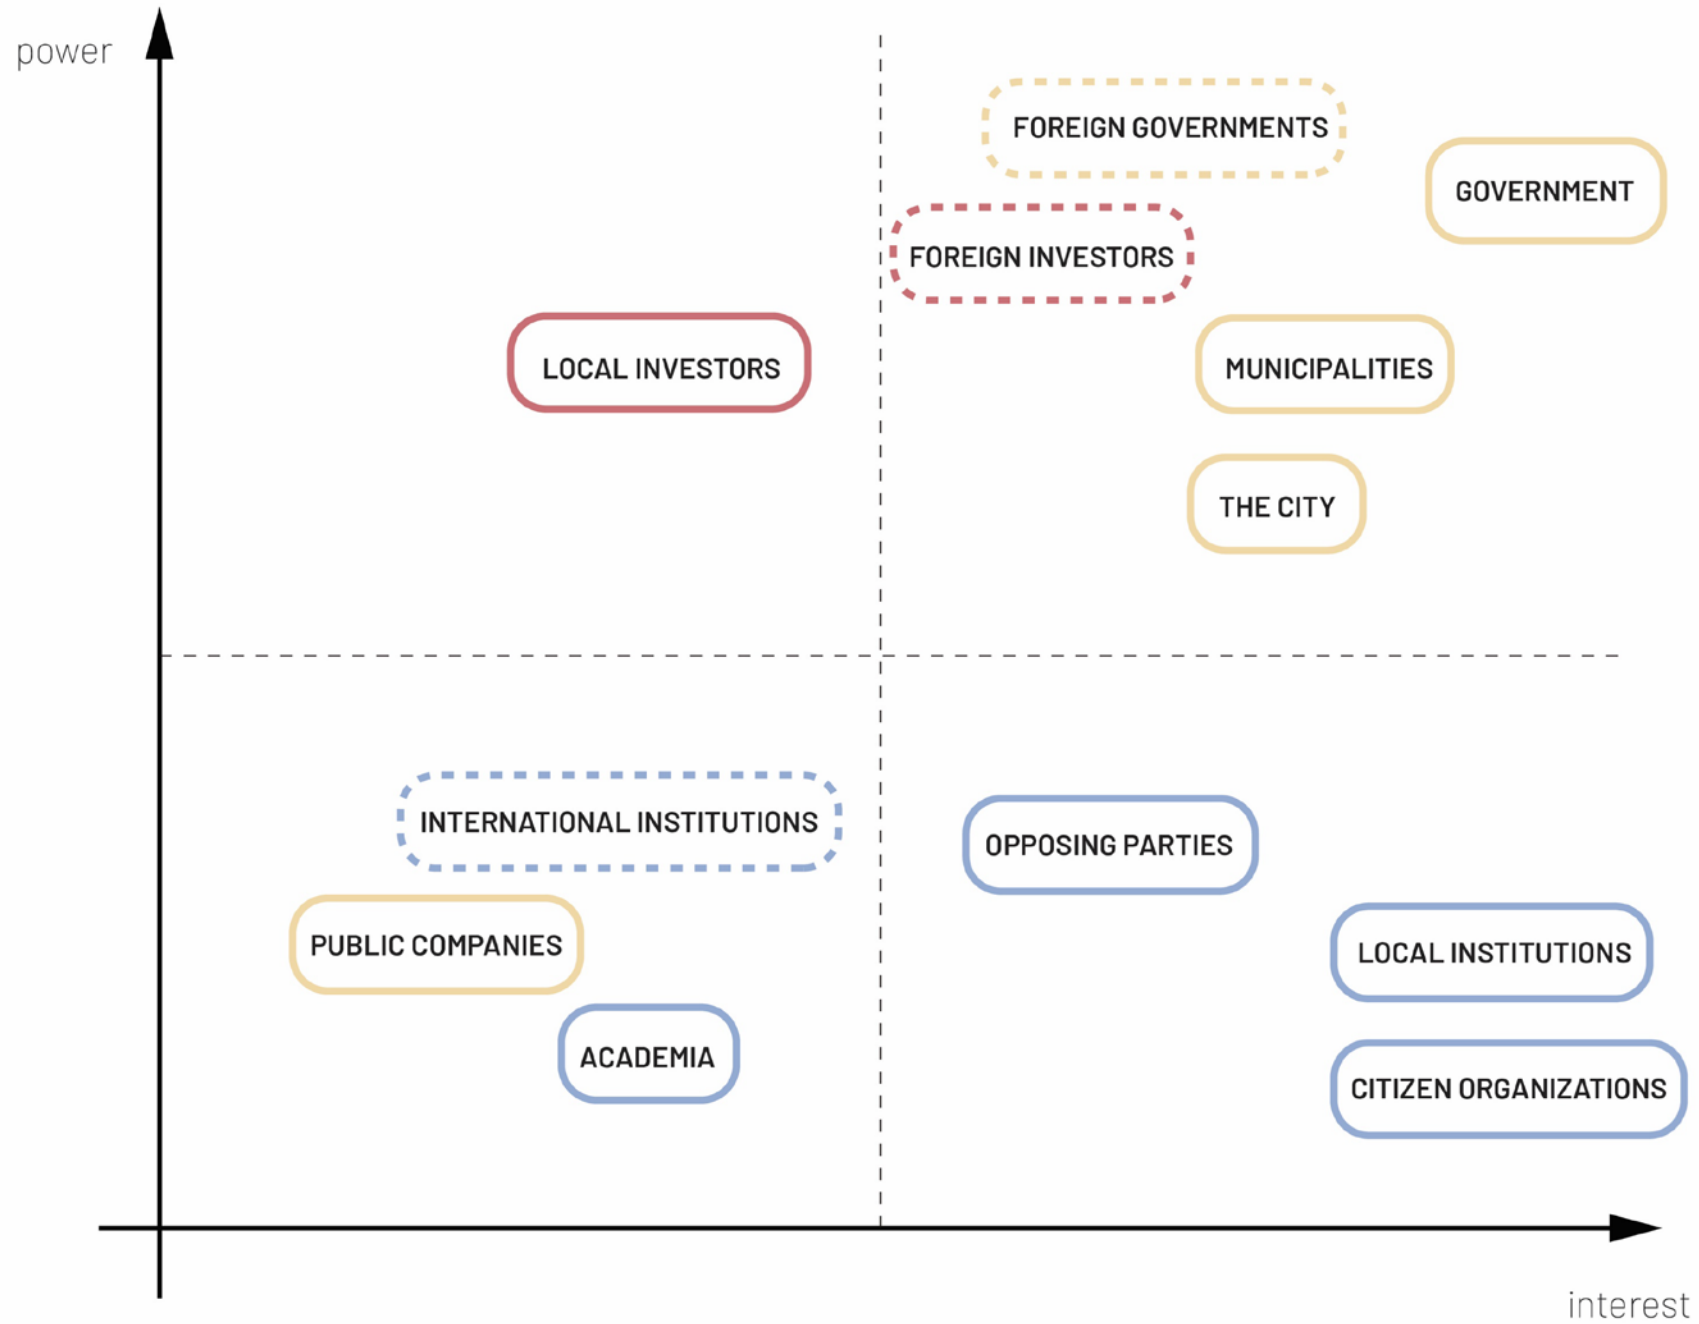 power
FOREIGN GOVERNMENTS
GOVERNMENT
FOREIGN INVESTORS
LOCAL INVESTORS
MUNICIPALITIES
THE CITY
INTERNATIONAL INSTITUTIONS
OPPOSING PARTIES
PUBLIC COMPANIES
LOCAL INSTITUTIONS
ACADEMIA
CITIZEN ORGANIZATIONS
interest